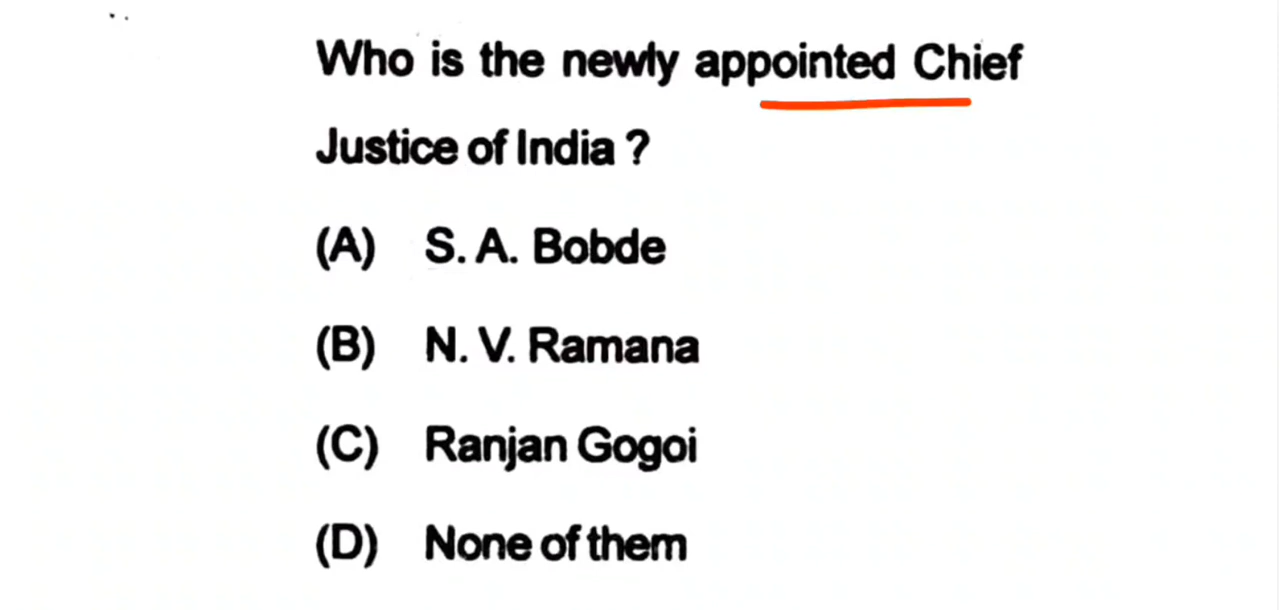 Who is the newly appointed Chief
Justice of India ?
(A) S. A. Bobde
(B) N. V. Ramana
(C) Ranjan Gogoi
(D) None of them